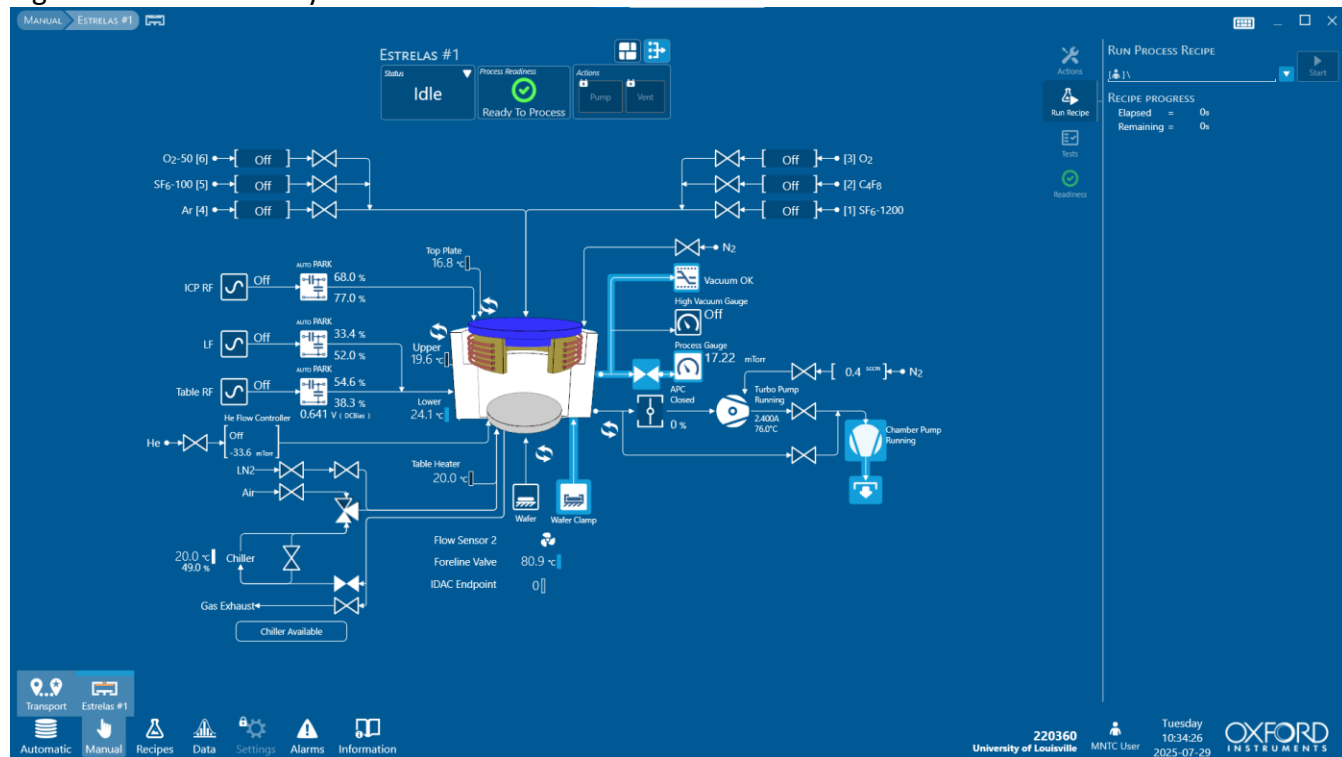 MANUAL ESTRELAS #1
ESTRELAS #1
Status
Idle
Process Readiness
Ready To Process
Actions
Pump
Vent
Actions
Run Recipe
Tests
Readiness
RUN PROCESS RECIPE
[ ]\
Start
RECIPE PROGRESS
Elapsed = 0s
Remaining = 0s
O2-50 [6] Off
SF6-100 [5] Off
Ar [4] Off
Off [3] O2
Off [2] C4F8
Off [1] SF6-1200
N2
Top Plate
16.8 °C
ICP RF Off
AUTO PARK
68.0 %
77.0 %
LF Off
AUTO PARK
33.4 %
52.0 %
Table RF Off
AUTO PARK
54.6 %
38.3 %
0.641 V ( DCBias )
Upper
19.6 °C
Lower
24.1 °C
Vacuum OK
High Vacuum Gauge
Off
Process Gauge
17.22 mTorr
APC
Closed
0 %
Turbo Pump
Running
2.400A
76.0°C
[ 0.4 sccm ] N2
Chamber Pump
Running
He Flow Controller
He
Off
-33.6 mTorr
LN2
Air
Table Heater
20.0 °C
Wafer
Wafer Clamp
20.0 °C
49.0 %
Chiller
Gas Exhaust
Chiller Available
Flow Sensor 2
Foreline Valve 80.9 °C
IDAC Endpoint 0
Transport
Estrelas #1
Automatic
Manual
Recipes
Data
Settings
Alarms
Information
220360
University of Louisville
MNTC User
Tuesday
10:34:26
2025-07-29
OXFORD
INSTRUMENTS